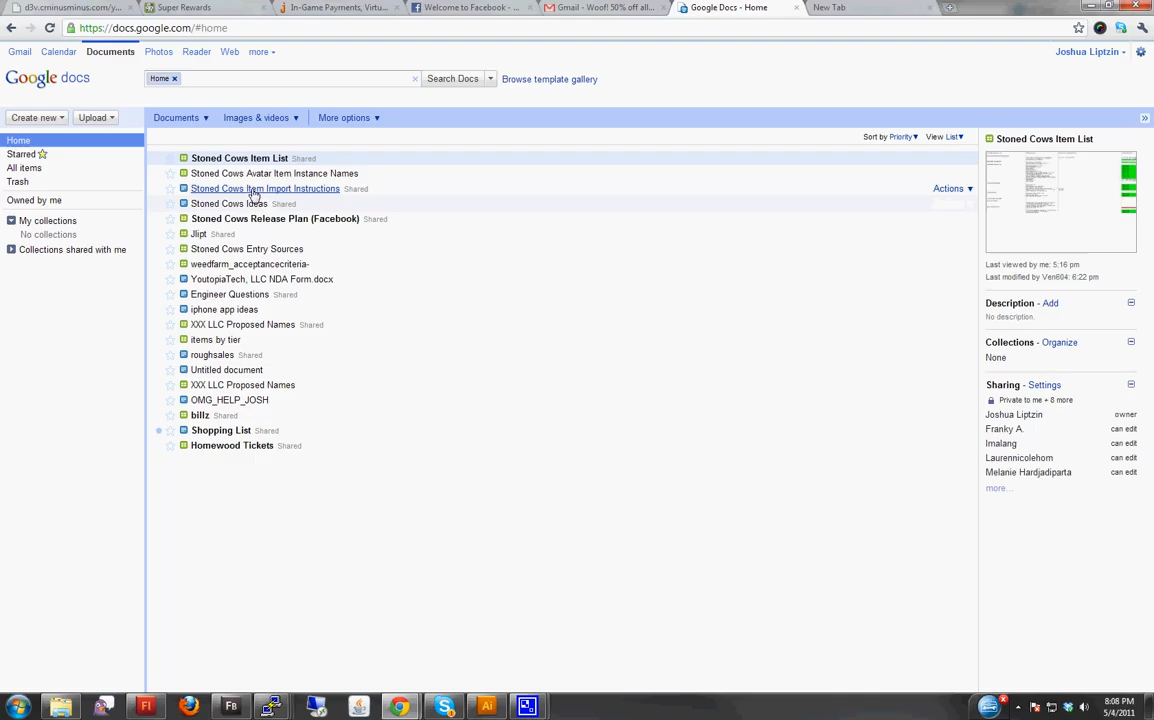 d3v.crminusminus.com/y... Super Rewards In-Game Payments, Virtu... Welcome to Facebook - ... Gmail - Woof! 50% off all... Google Docs - Home New Tab
https://docs.google.com/#home
Gmail Calendar Documents Photos Reader Web more Joshua Liptzin
Google docs Home Search Docs Browse template gallery
Create new Upload Documents Images & videos More options
Home
Starred
All items
Trash
Owned by me
My collections
No collections
Collections shared with me
Sort by Priority View List
Stoned Cows Item List Shared
Stoned Cows Avatar Item Instance Names
Stoned Cows Item Import Instructions Shared Actions
Stoned Cows Ideas Shared
Stoned Cows Release Plan (Facebook) Shared
Jlipt Shared
Stoned Cows Entry Sources
weedfarm_acceptancecriteria-
YoutopiaTech, LLC NDA Form.docx
Engineer Questions Shared
iphone app ideas
XXX LLC Proposed Names Shared
items by tier
roughsales Shared
Untitled document
XXX LLC Proposed Names
OMG_HELP_JOSH
billz Shared
Shopping List Shared
Homewood Tickets Shared
Stoned Cows Item List
Last viewed by me: 5:16 pm
Last modified by Ven604: 6:22 pm
Description - Add
No description.
Collections - Organize
None
Sharing - Settings
Private to me + 8 more
Joshua Liptzin owner
Franky A. can edit
Imalang can edit
Laurennicolehom can edit
Melanie Hardjadiparta can edit
more...
Fl Fb Ai
8:08 PM
5/4/2011